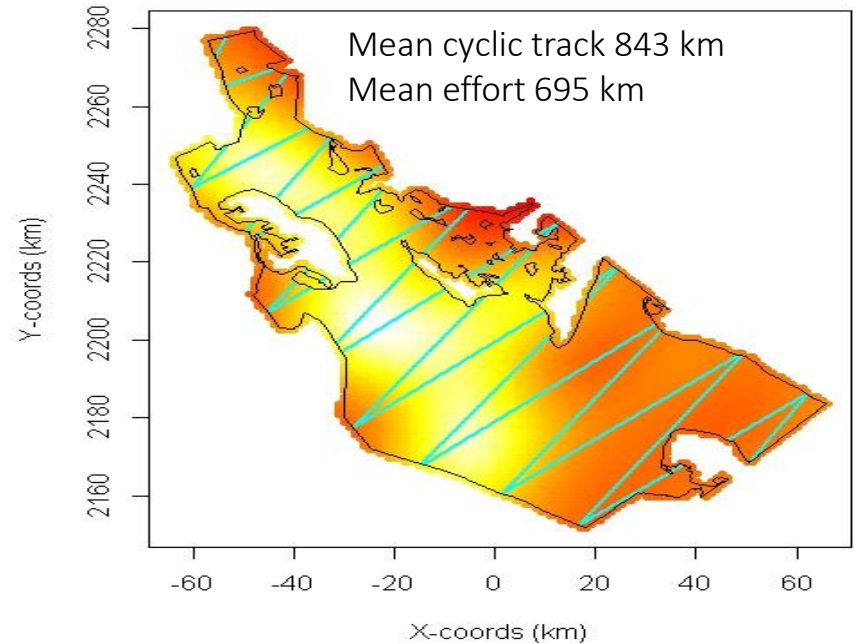 Mean cyclic track 843 km
Mean effort 695 km
2280
2260
2240
2220
2200
2180
2160
Y-coords (km)
-60 -40 -20 0 20 40 60
X-coords (km)